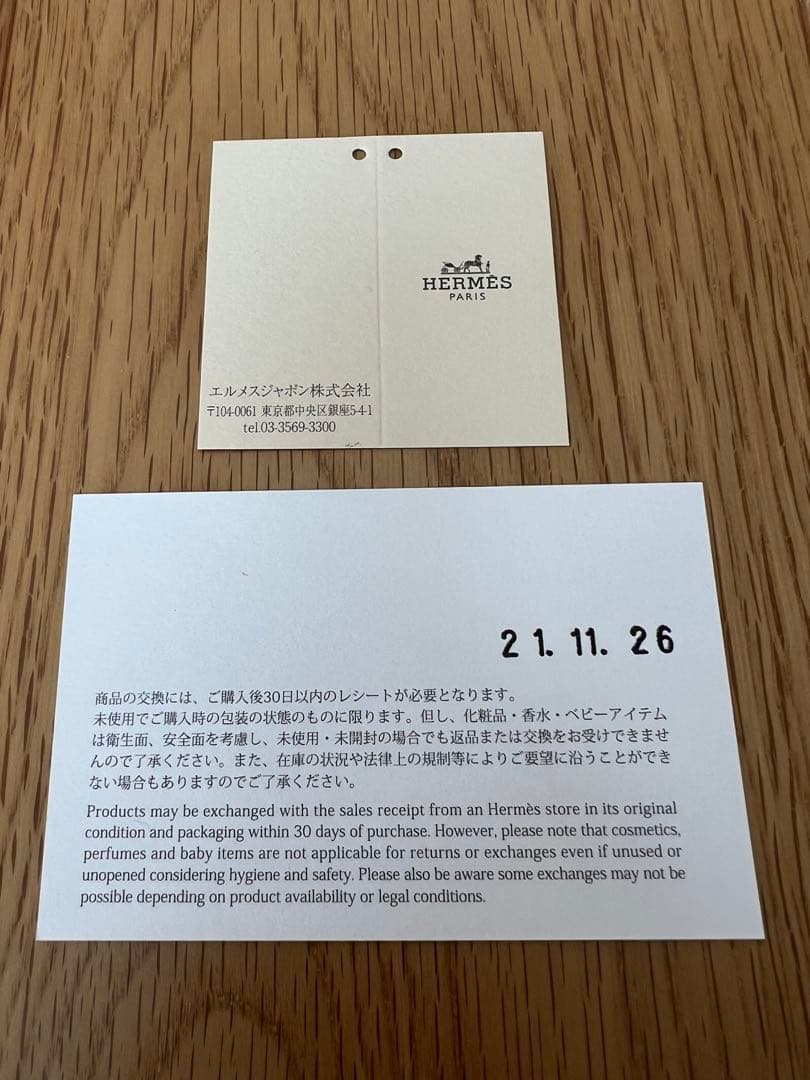 HERMÈS
PARIS
エルメスジャポン株式会社
〒104-0061 東京都中央区銀座5-4-1
tel.03-3569-3300
21.11.26
商品の交換には、ご購入後30日以内のレシートが必要となります。
未使用でご購入時の包装の状態のものに限ります。但し、化粧品・香水・ベビーアイテム
は衛生面、安全面を考慮し、未使用・未開封の場合でも返品または交換をお受けできませ
んので了承ください。また、在庫の状況や法律上の規制等によりご要望に沿うことができ
ない場合もありますのでご了承ください。
Products may be exchanged with the sales receipt from an Hermès store in its original
condition and packaging within 30 days of purchase. However, please note that cosmetics,
perfumes and baby items are not applicable for returns or exchanges even if unused or
unopened considering hygiene and safety. Please also be aware some exchanges may not be
possible depending on product availability or legal conditions.